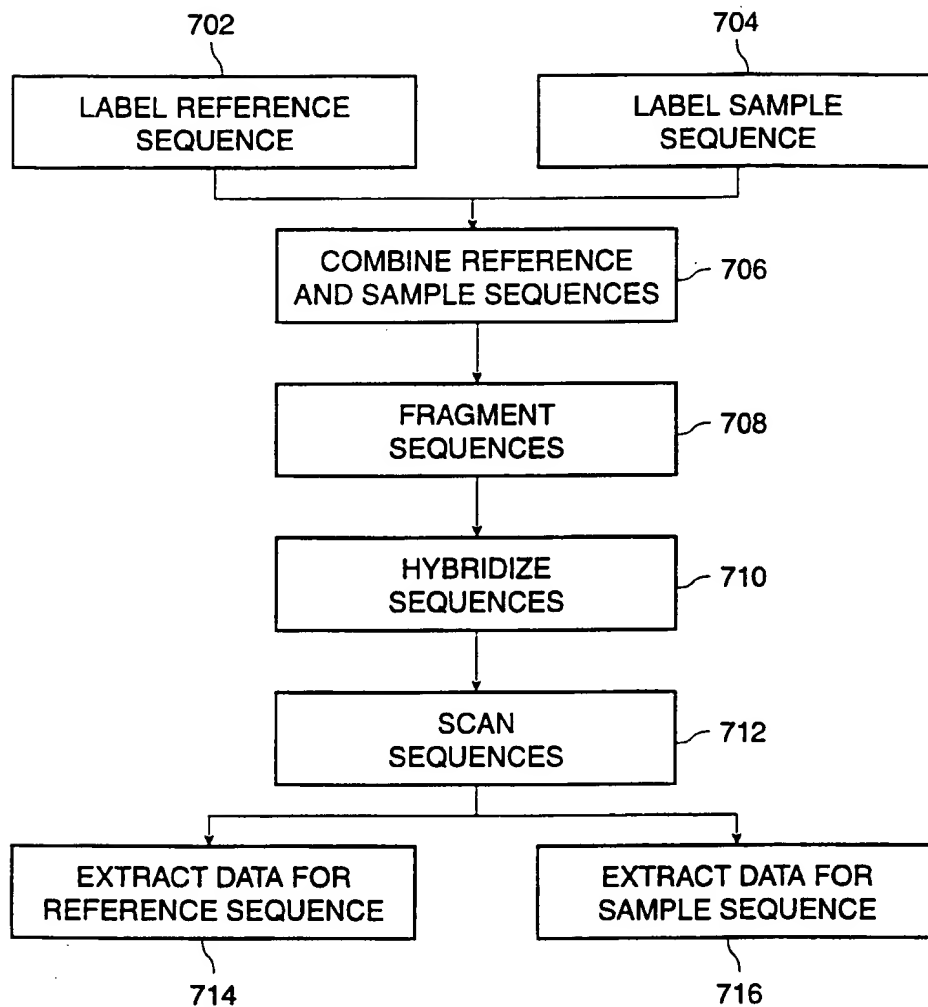 702
704
LABEL REFERENCE
SEQUENCE
LABEL SAMPLE
SEQUENCE
COMBINE REFERENCE
AND SAMPLE SEQUENCES
706
FRAGMENT
SEQUENCES
708
HYBRIDIZE
SEQUENCES
710
SCAN
SEQUENCES
712
EXTRACT DATA FOR
REFERENCE SEQUENCE
EXTRACT DATA FOR
SAMPLE SEQUENCE
714
716